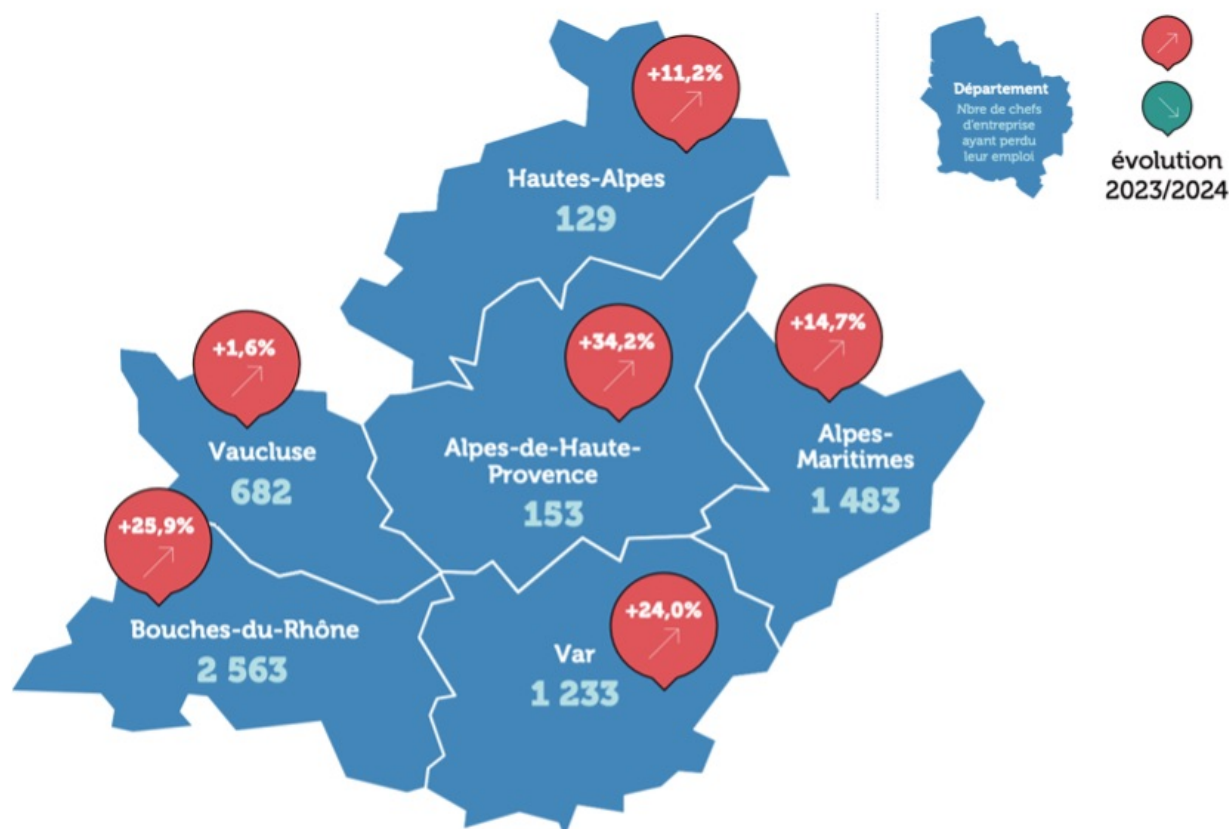 +11,2%
Hautes-Alpes
129
Département
Nbre de chefs
d'entreprise
ayant perdu
leur emploi
évolution
2023/2024
+1,6%
Vaucluse
682
+34,2%
Alpes-de-Haute-
Provence
153
+14,7%
Alpes-
Maritimes
1 483
+25,9%
Bouches-du-Rhône
2 563
+24,0%
Var
1 233